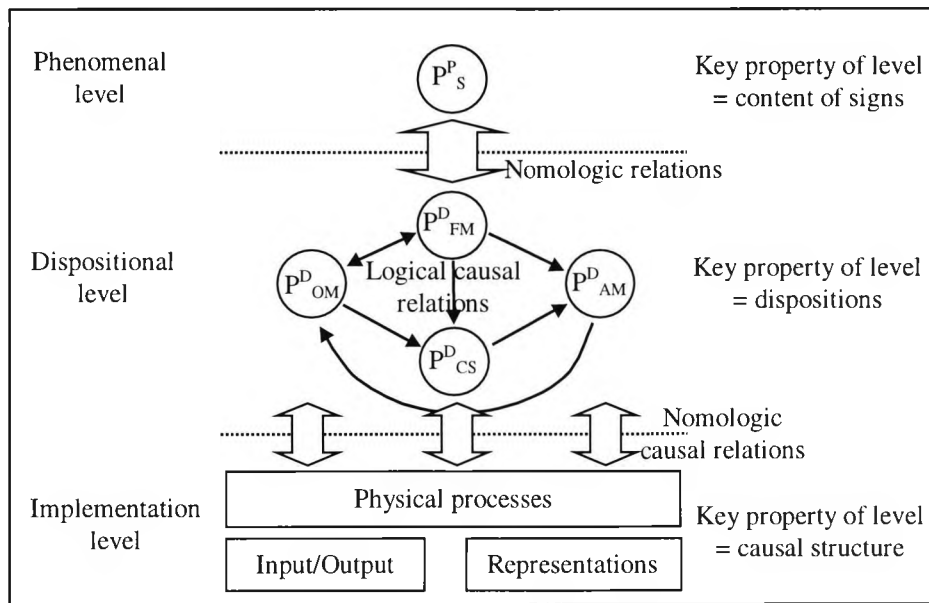 Phenomenal
level
P^P_S
Key property of level
= content of signs
Nomologic relations
Dispositional
level
P^D_FM
P^D_OM
Logical causal
relations
P^D_AM
P^D_CS
Key property of level
= dispositions
Nomologic
causal relations
Implementation
level
Physical processes
Input/Output
Representations
Key property of level
= causal structure